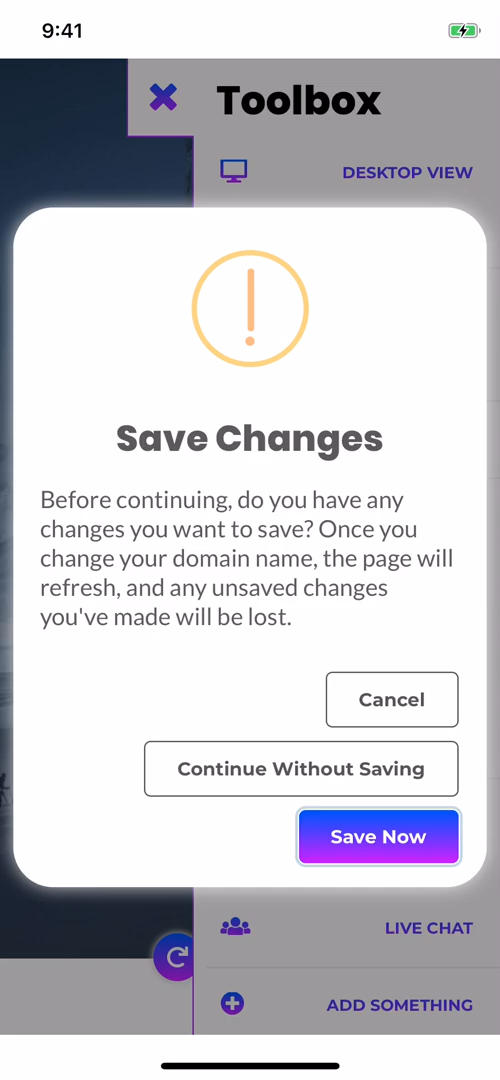 9:41
Toolbox
DESKTOP VIEW
Save Changes
Before continuing, do you have any
changes you want to save? Once you
change your domain name, the page will
refresh, and any unsaved changes
you've made will be lost.
Cancel
Continue Without Saving
Save Now
LIVE CHAT
ADD SOMETHING